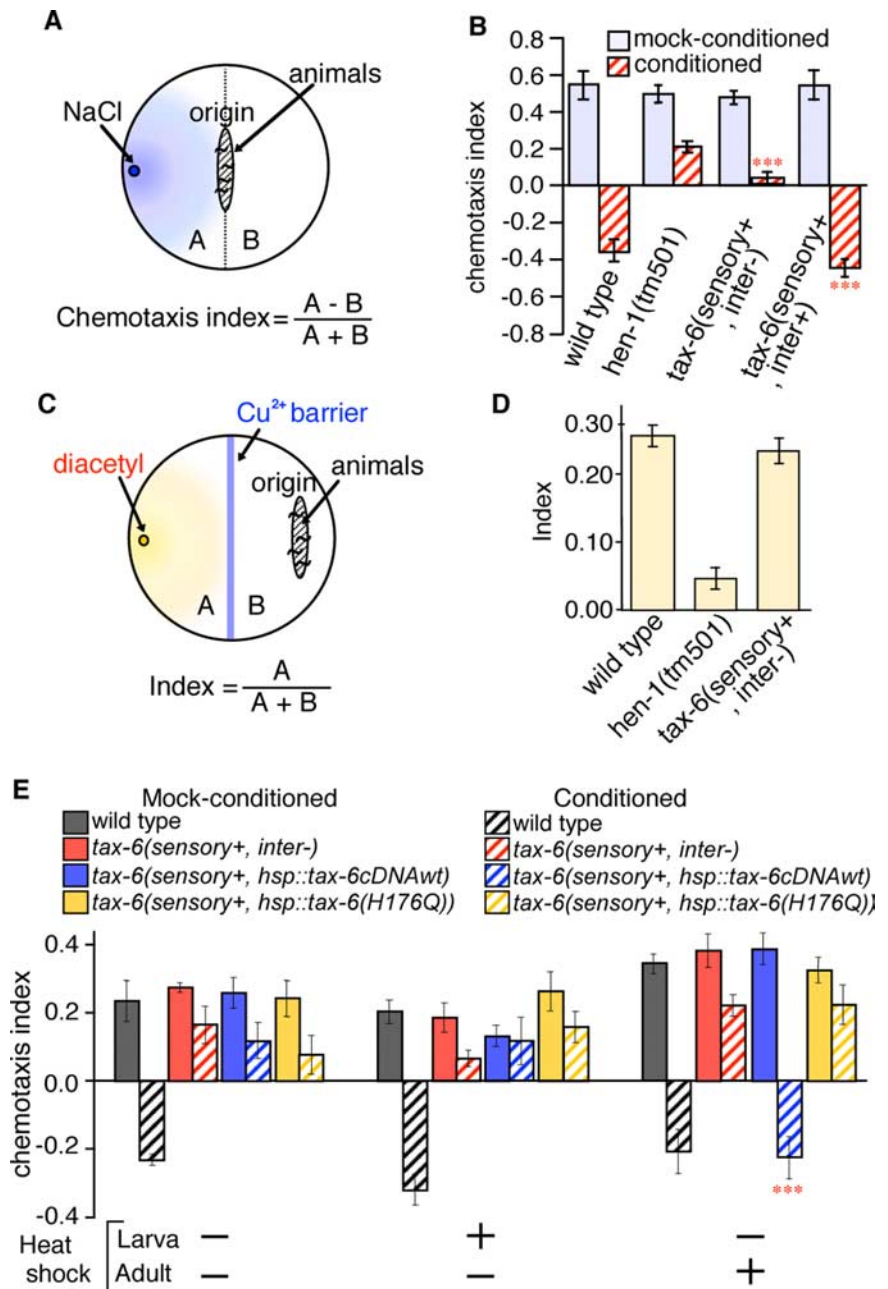 A
NaCl
origin
animals
A B
Chemotaxis index = A - B
A + B
B
mock-conditioned
conditioned
chemotaxis index
0.8
0.6
0.4
0.2
0.0
-0.2
-0.4
-0.6
-0.8
***
***
wild type
hen-1(tm501)
tax-6(sensory+
, inter-)
tax-6(sensory+
, inter+)
C
Cu²⁺ barrier
diacetyl
origin
animals
A B
Index = A
A + B
D
Index
0.30
0.20
0.10
0.00
wild type
hen-1(tm501)
tax-6(sensory+
, inter-)
E
Mock-conditioned
wild type
tax-6(sensory+, inter-)
tax-6(sensory+, hsp::tax-6cDNAwt)
tax-6(sensory+, hsp::tax-6(H176Q))
Conditioned
wild type
tax-6(sensory+, inter-)
tax-6(sensory+, hsp::tax-6cDNAwt)
tax-6(sensory+, hsp::tax-6(H176Q))
chemotaxis index
0.4
0.2
0.0
-0.2
-0.4
***
Heat shock
Larva − + −
Adult − − +